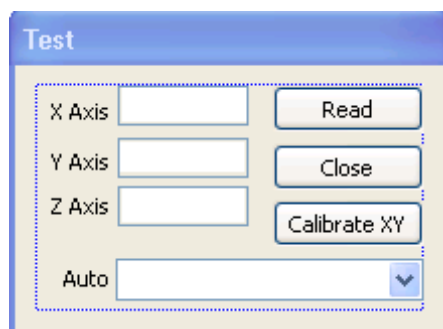 Test
X Axis
Read
Y Axis
Close
Z Axis
Calibrate XY
Auto